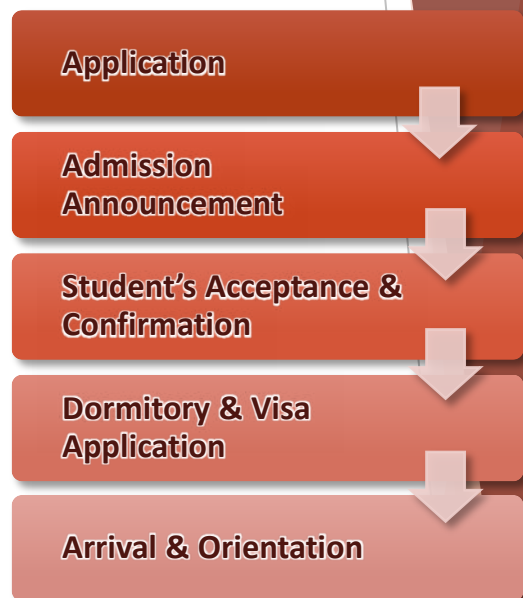 Application
Admission
Announcement
Student's Acceptance &
Confirmation
Dormitory & Visa
Application
Arrival & Orientation